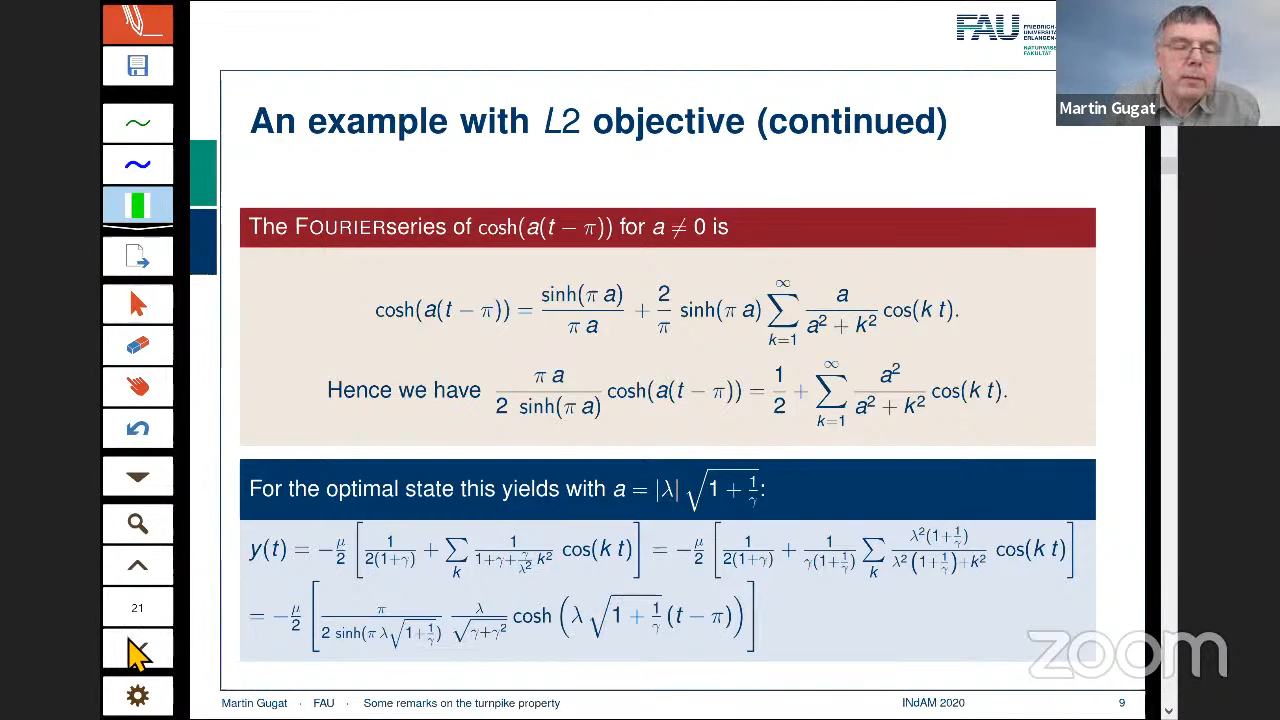 FAU
FRIEDRICH-
UNIVERSITÄ
ERLANGEN-
NATURWISS
FAKULTÄT
Martin Gugat
An example with L2 objective (continued)
The FOURIERseries of cosh(a(t − π)) for a ≠ 0 is
cosh(a(t − π)) = sinh(π a) / π a + 2/π sinh(π a) ∑_{k=1}^{∞} a / (a² + k²) cos(k t).
Hence we have π a / (2 sinh(π a)) cosh(a(t − π)) = 1/2 + ∑_{k=1}^{∞} a² / (a² + k²) cos(k t).
For the optimal state this yields with a = |λ| √(1 + 1/γ):
y(t) = −μ/2 [ 1/(2(1+γ)) + ∑_k 1/(1+γ+(γ/λ²) k²) cos(k t) ] = −μ/2 [ 1/(2(1+γ)) + 1/(γ(1+1/γ)) ∑_k λ²(1+1/γ) / (λ²(1+1/γ)+k²) cos(k t) ]
= −μ/2 [ π / (2 sinh(π λ√(1+1/γ))) λ/√(γ+γ²) cosh (λ √(1 + 1/γ) (t − π)) ]
21
zoom
Martin Gugat · FAU · Some remarks on the turnpike property INdAM 2020 9